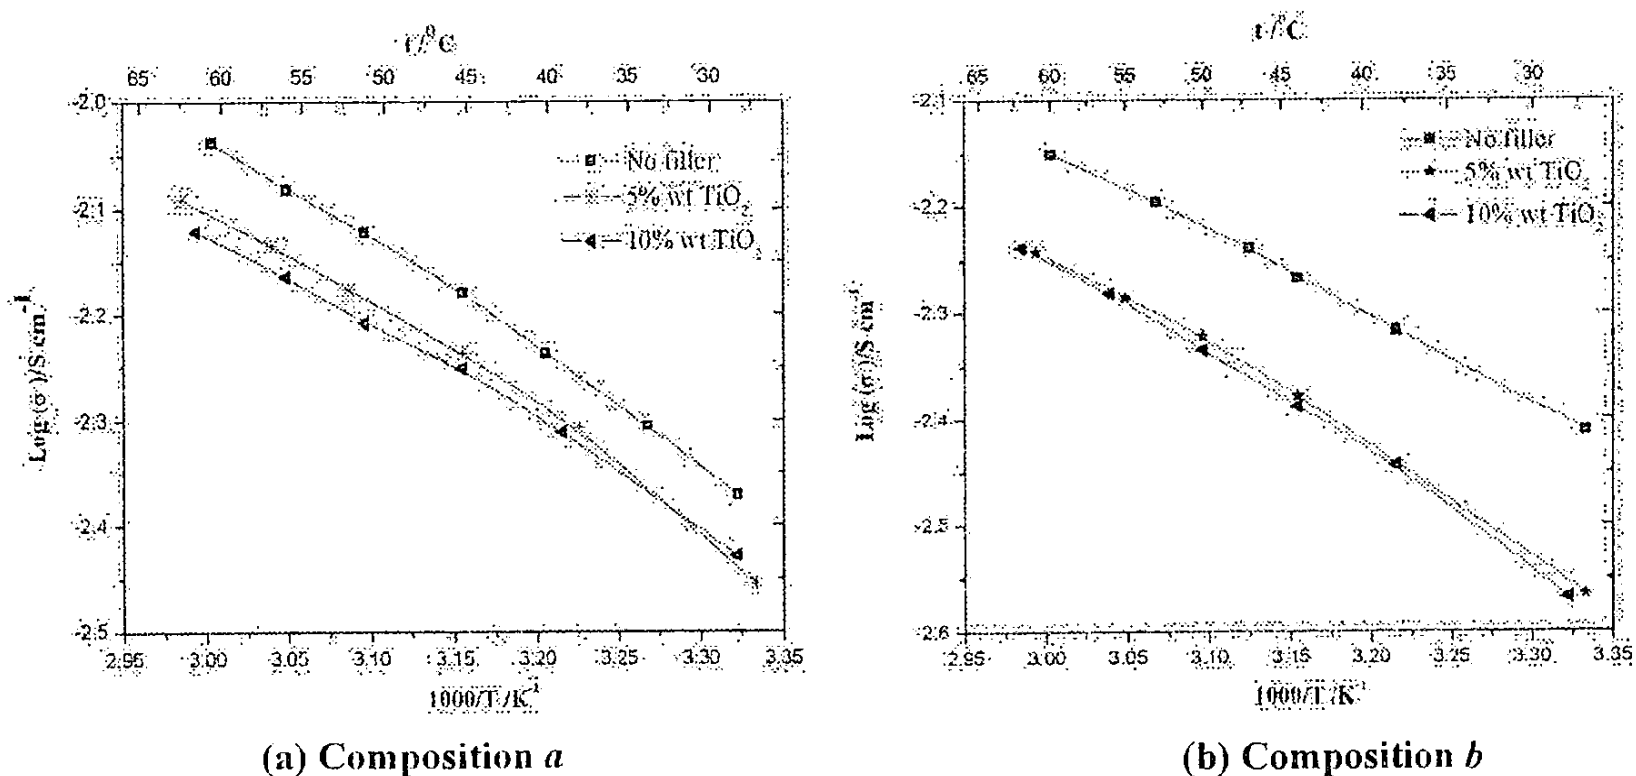 t /⁰C
65 60 55 50 45 40 35 30
-2.0
-2.1
-2.2
-2.3
-2.4
-2.5
Log(σ)/S cm⁻¹
No filler
5% wt TiO₂
10% wt TiO₂
2.95 3.00 3.05 3.10 3.15 3.20 3.25 3.30 3.35
1000/T /K⁻¹
(a) Composition a
t /⁰C
65 60 55 50 45 40 35 30
-2.1
-2.2
-2.3
-2.4
-2.5
-2.6
Log (σ)/S cm⁻¹
No filler
5% wt TiO₂
10% wt TiO₂
2.95 3.00 3.05 3.10 3.15 3.20 3.25 3.30 3.35
1000/T /K⁻¹
(b) Composition b